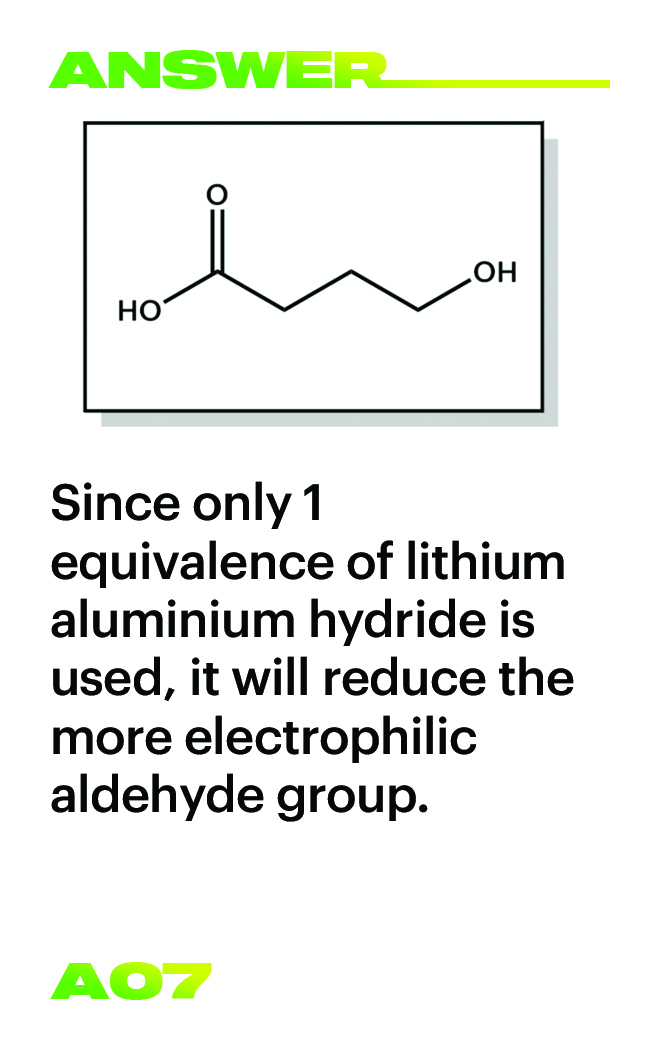 ANSWER
O
HO
OH
Since only 1
equivalence of lithium
aluminium hydride is
used, it will reduce the
more electrophilic
aldehyde group.
A07